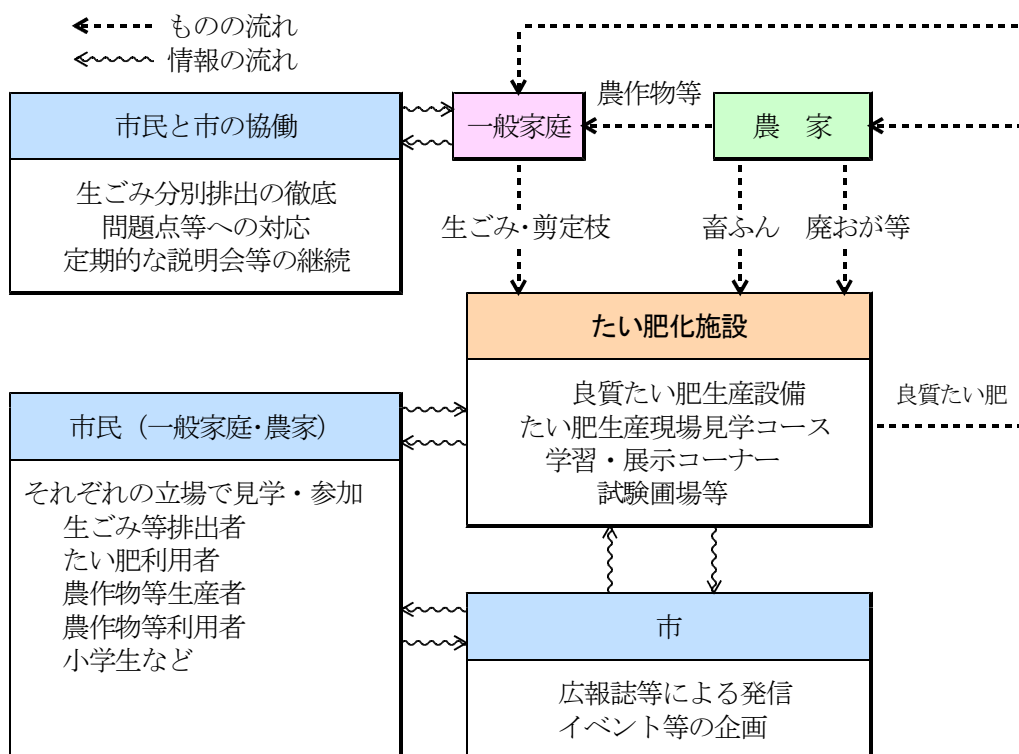 ものの流れ
情報の流れ
市民と市の協働
生ごみ分別排出の徹底
問題点等への対応
定期的な説明会等の継続
一般家庭
農作物等
農　家
生ごみ・剪定枝
畜ふん
廃おが等
たい肥化施設
良質たい肥生産設備
たい肥生産現場見学コース
学習・展示コーナー
試験圃場等
良質たい肥
市民（一般家庭・農家）
それぞれの立場で見学・参加
生ごみ等排出者
たい肥利用者
農作物等生産者
農作物等利用者
小学生など
市
広報誌等による発信
イベント等の企画